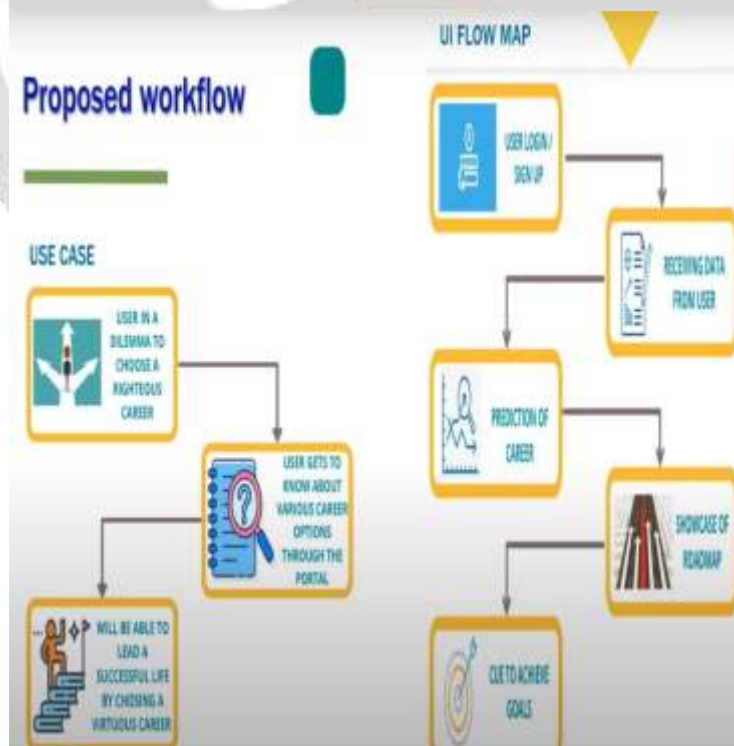 Proposed workflow
USE CASE
USER IN A
DILEMMA TO
CHOOSE A
RIGHTEOUS
CAREER
USER GETS TO
KNOW ABOUT
VARIOUS CAREER
OPTIONS
THROUGH THE
PORTAL
WILL BE ABLE TO
LEAD A
SUCCESSFUL LIFE
BY CHOSING A
VIRTUOUS CAREER
UI FLOW MAP
USER LOGIN /
SIGN UP
RECEIVING DATA
FROM USER
PREDICTION OF
CAREER
SHOWCASE OF
ROADMAP
CUE TO ACHIEVE
GOALS